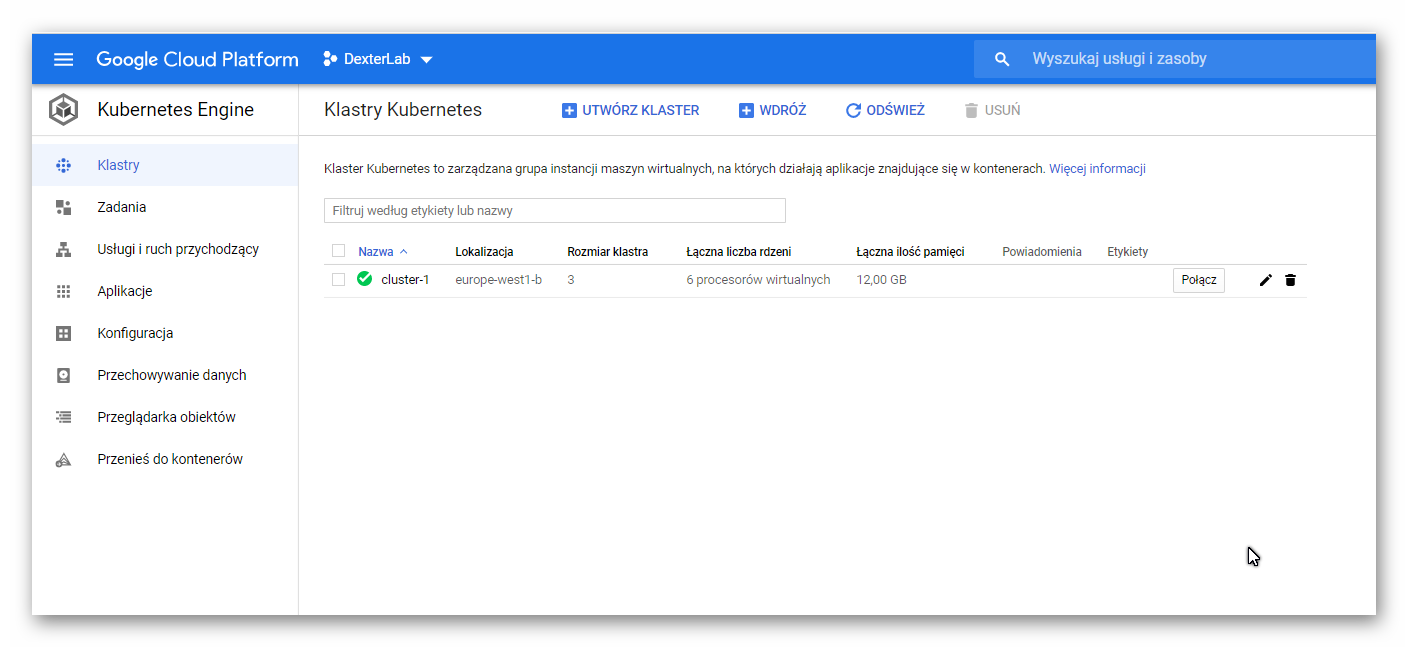 Google Cloud Platform DexterLab Wyszukaj usługi i zasoby
Kubernetes Engine
Klastry Kubernetes UTWÓRZ KLASTER WDRÓŻ ODŚWIEŻ USUŃ
Klastry
Zadania
Usługi i ruch przychodzący
Aplikacje
Konfiguracja
Przechowywanie danych
Przeglądarka obiektów
Przenieś do kontenerów
Klaster Kubernetes to zarządzana grupa instancji maszyn wirtualnych, na których działają aplikacje znajdujące się w kontenerach. Więcej informacji
Filtruj według etykiety lub nazwy
Nazwa Lokalizacja Rozmiar klastra Łączna liczba rdzeni Łączna ilość pamięci Powiadomienia Etykiety
cluster-1 europe-west1-b 3 6 procesorów wirtualnych 12,00 GB Połącz